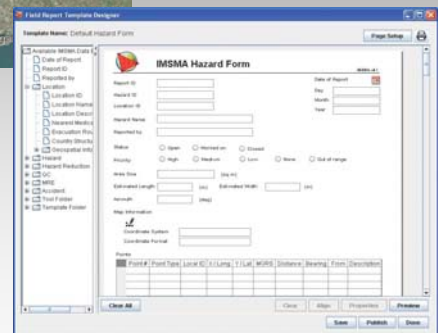 Field Report Template Designer
Template Name: Default Hazard Form
Page Setup
Available IMSMA Data
Date of Report
Report ID
Reported by
Location
Location ID
Location Name
Location Descri
Nearest Medica
Evacuation Rou
Country Structu
Geospatial Info
Hazard
Hazard Reduction
QC
MRE
Accident
Tool Folder
Template Folder
IMSMA Hazard Form
Report ID
Hazard ID
Location ID
Hazard Name
Reported by
Date of Report
Day
Month
Year
Status Open Worked on Closed
Priority High Medium Low None Out of range
Area Size (sq m)
Estimated Length (m) Estimated Width (m)
Azimuth (deg)
Map Information
Coordinate System
Coordinate Format
Points
Point # Point Type Local ID X / Long Y / Lat MGRS Distance Bearing From Description
Clear All Clear Align Properties Preview
Save Publish Done